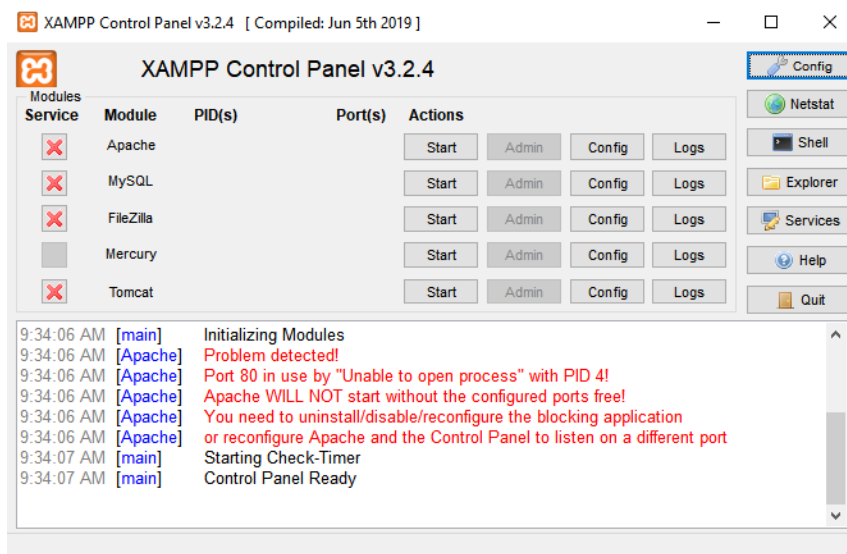 XAMPP Control Panel v3.2.4 [ Compiled: Jun 5th 2019 ]
XAMPP Control Panel v3.2.4
Config
Modules
Service Module PID(s) Port(s) Actions
Netstat
Apache Start Admin Config Logs
Shell
MySQL Start Admin Config Logs
Explorer
FileZilla Start Admin Config Logs
Services
Mercury Start Admin Config Logs
Help
Tomcat Start Admin Config Logs
Quit
9:34:06 AM [main] Initializing Modules
9:34:06 AM [Apache] Problem detected!
9:34:06 AM [Apache] Port 80 in use by "Unable to open process" with PID 4!
9:34:06 AM [Apache] Apache WILL NOT start without the configured ports free!
9:34:06 AM [Apache] You need to uninstall/disable/reconfigure the blocking application
9:34:06 AM [Apache] or reconfigure Apache and the Control Panel to listen on a different port
9:34:07 AM [main] Starting Check-Timer
9:34:07 AM [main] Control Panel Ready